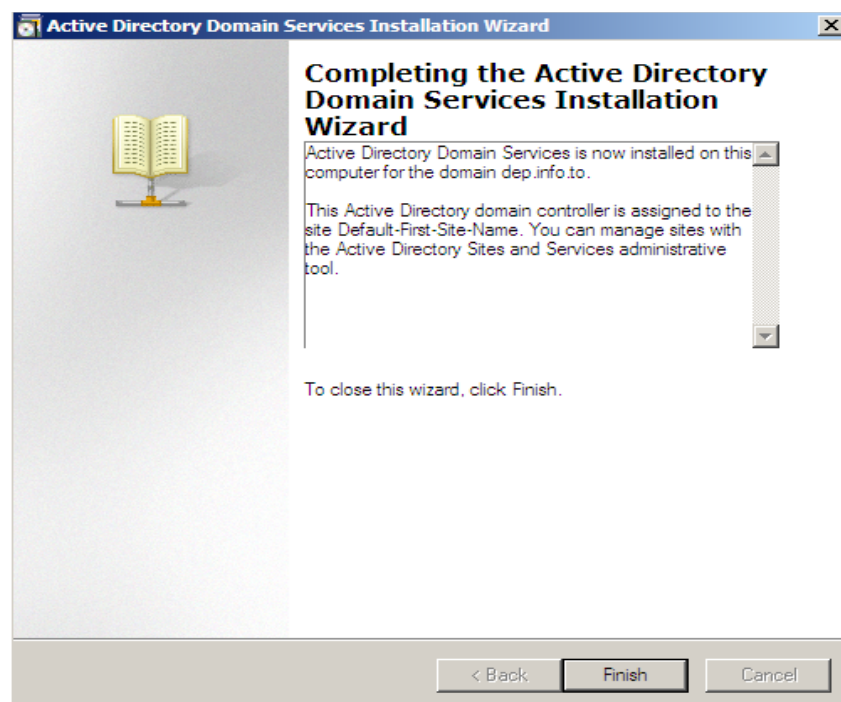 Active Directory Domain Services Installation Wizard
Completing the Active Directory
Domain Services Installation
Wizard
Active Directory Domain Services is now installed on this
computer for the domain dep.info.to.
This Active Directory domain controller is assigned to the
site Default-First-Site-Name. You can manage sites with
the Active Directory Sites and Services administrative
tool.
To close this wizard, click Finish.
< Back
Finish
Cancel